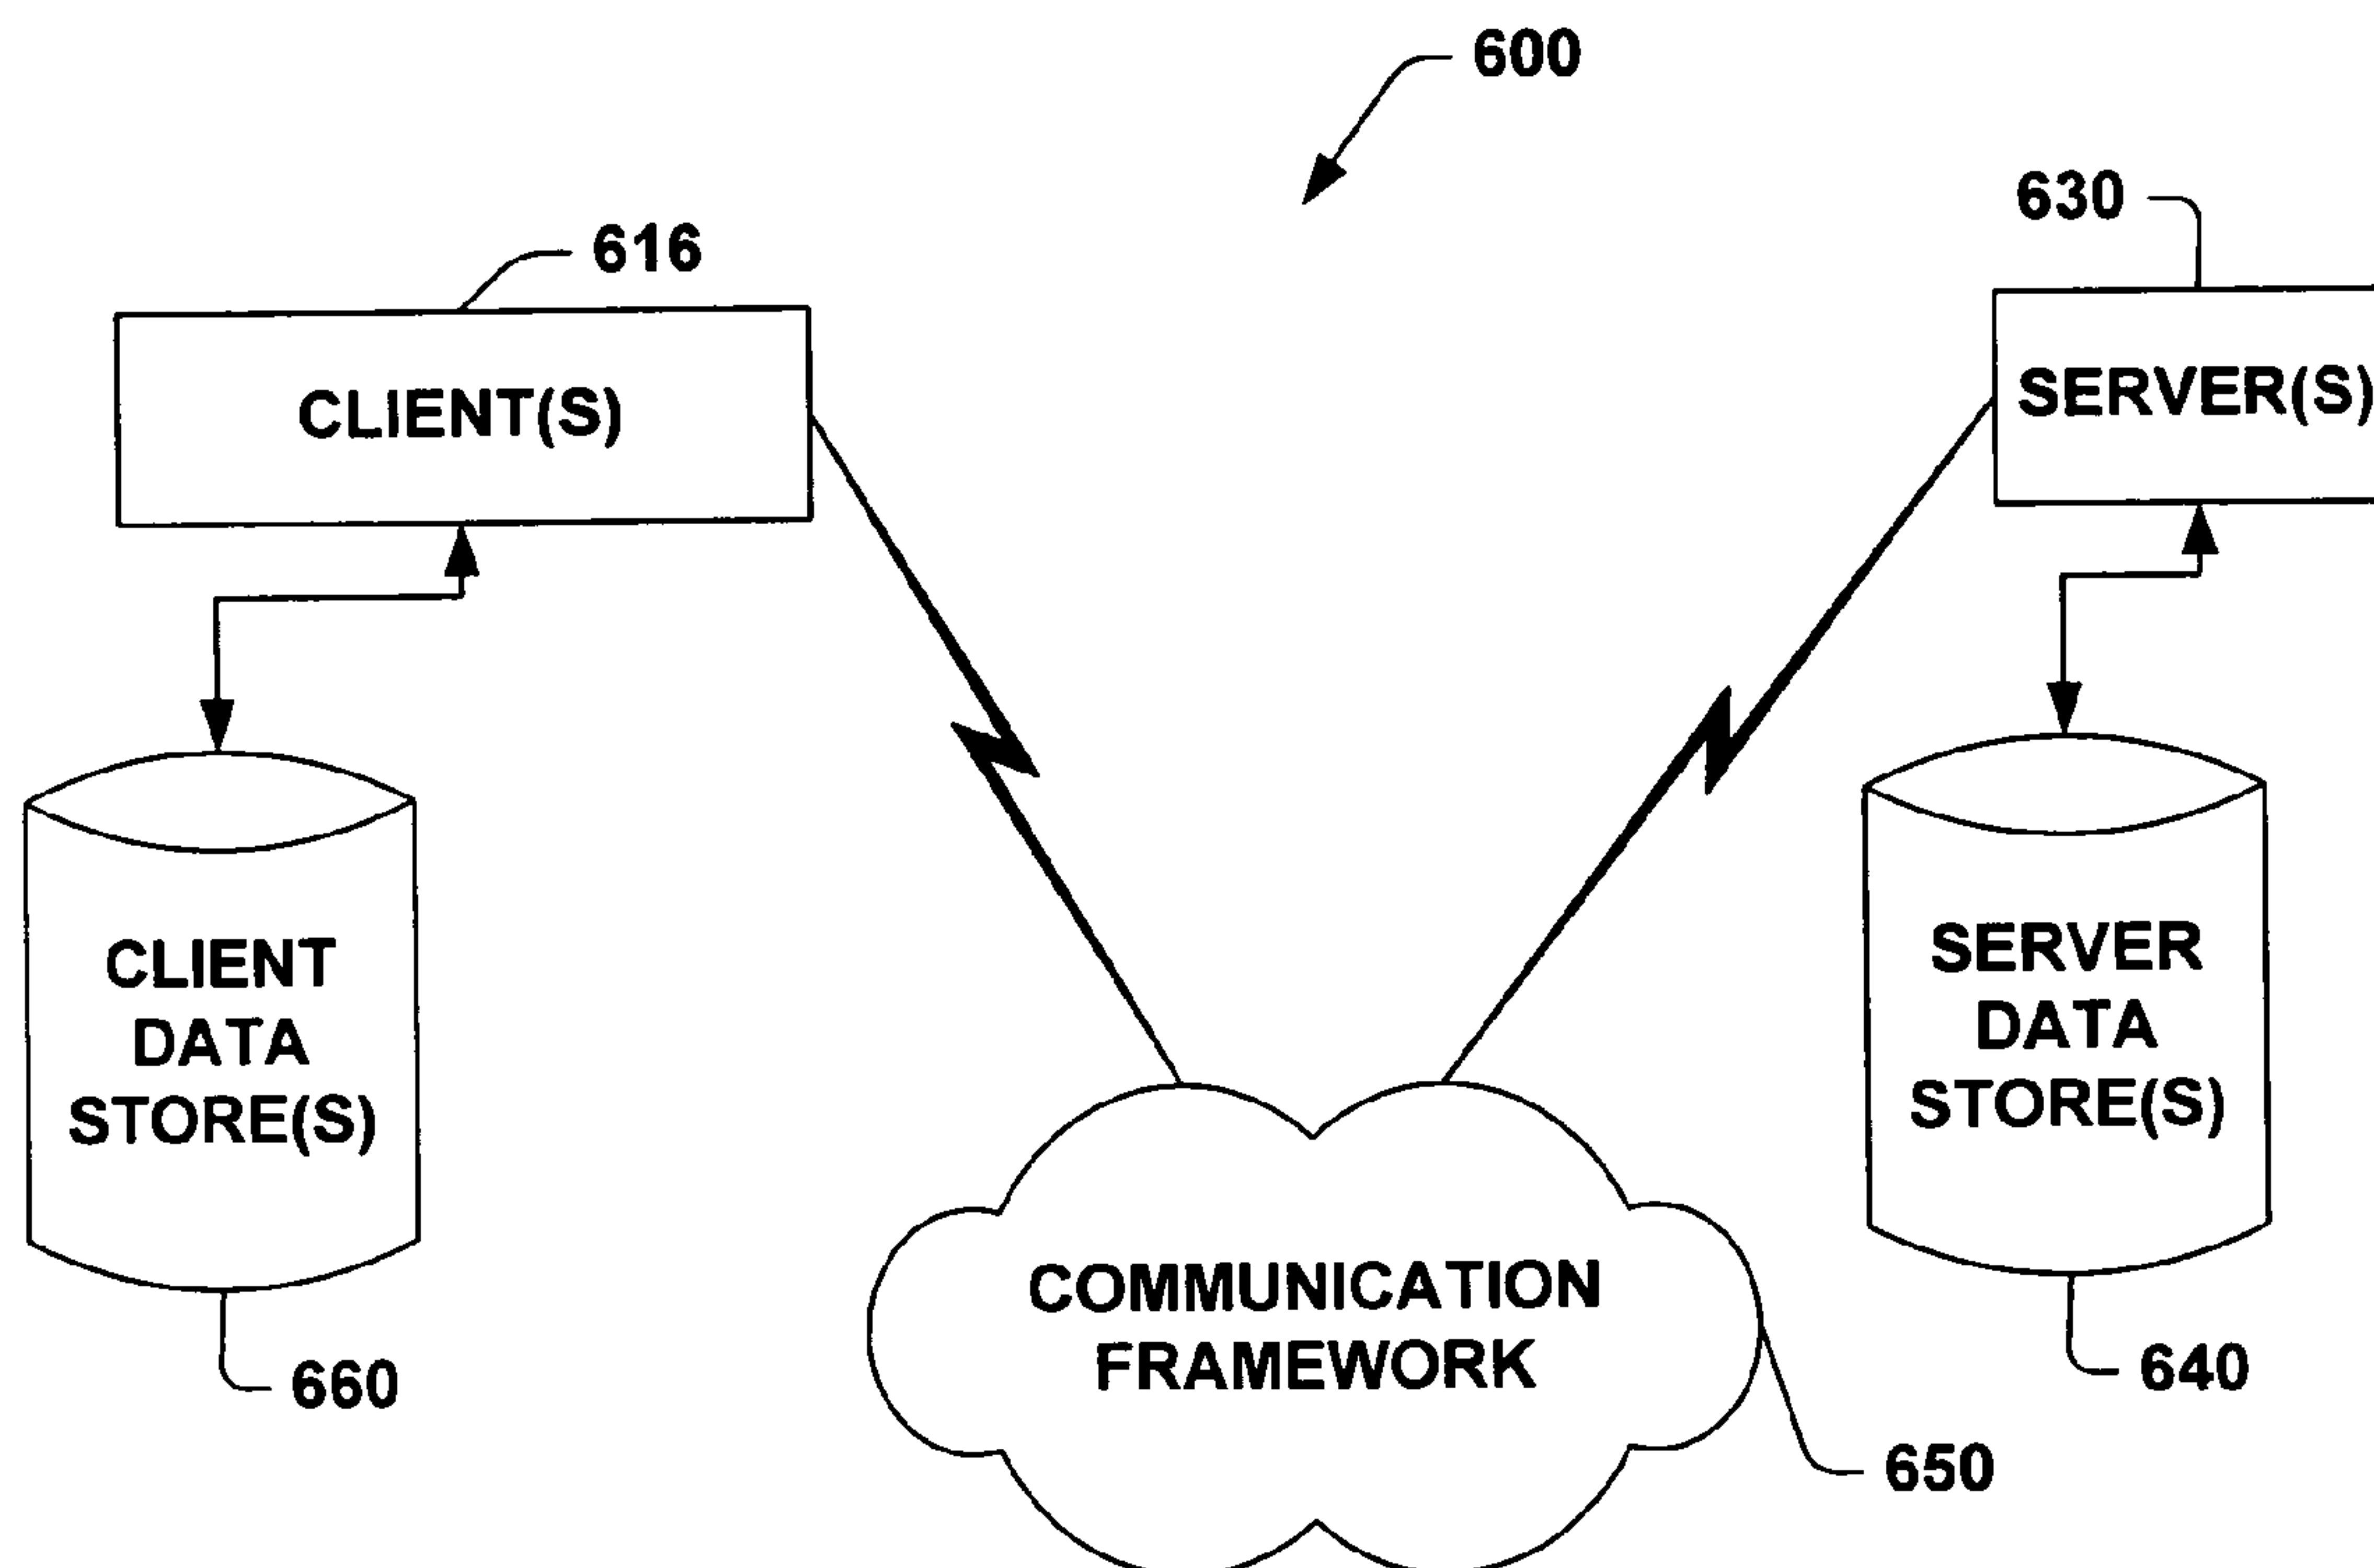 600
630
616
CLIENT(S)
SERVER(S)
CLIENT
DATA
STORE(S)
SERVER
DATA
STORE(S)
COMMUNICATION
FRAMEWORK
660
640
650